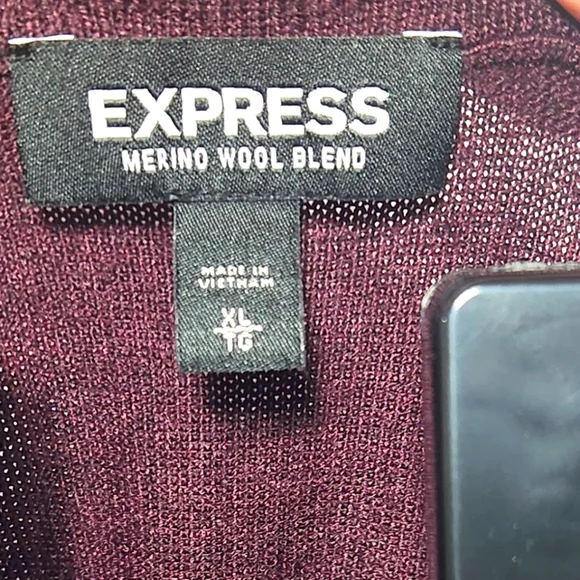 EXPRESS
MERINO WOOL BLEND
MADE IN
VIETNAM
XL
TG